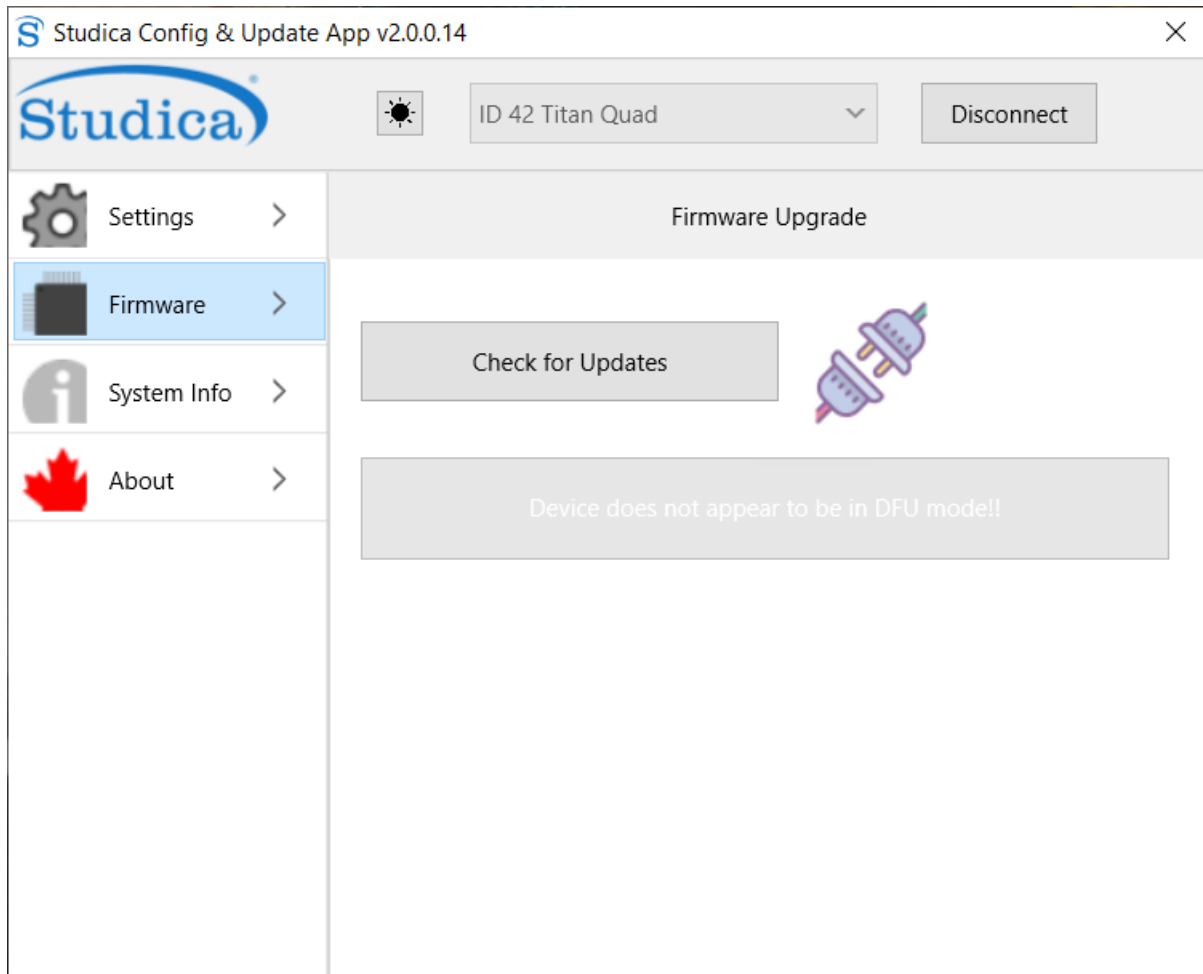 Studica Config & Update App v2.0.0.14
Studica
ID 42 Titan Quad
Disconnect
Settings
Firmware Upgrade
Firmware
Check for Updates
System Info
About
Device does not appear to be in DFU mode!!